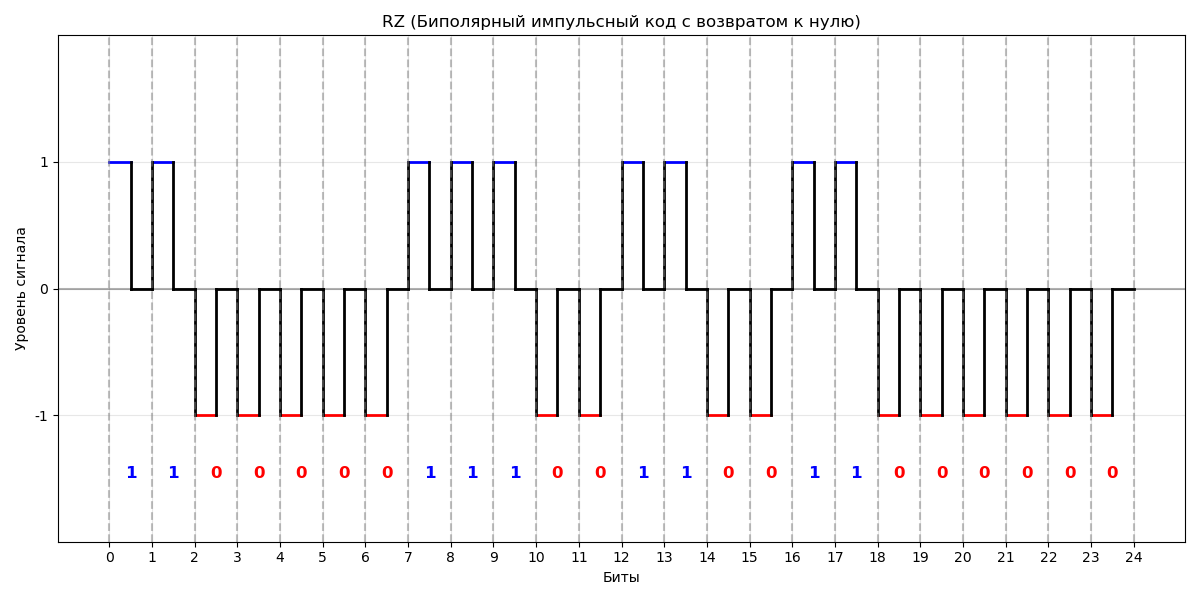 RZ (Биполярный импульсный код с возвратом к нулю)
Уровень сигнала
1
0
-1
1 1 0 0 0 0 0 1 1 1 0 0 1 1 0 0 1 1 0 0 0 0 0 0
0 1 2 3 4 5 6 7 8 9 10 11 12 13 14 15 16 17 18 19 20 21 22 23 24
Биты